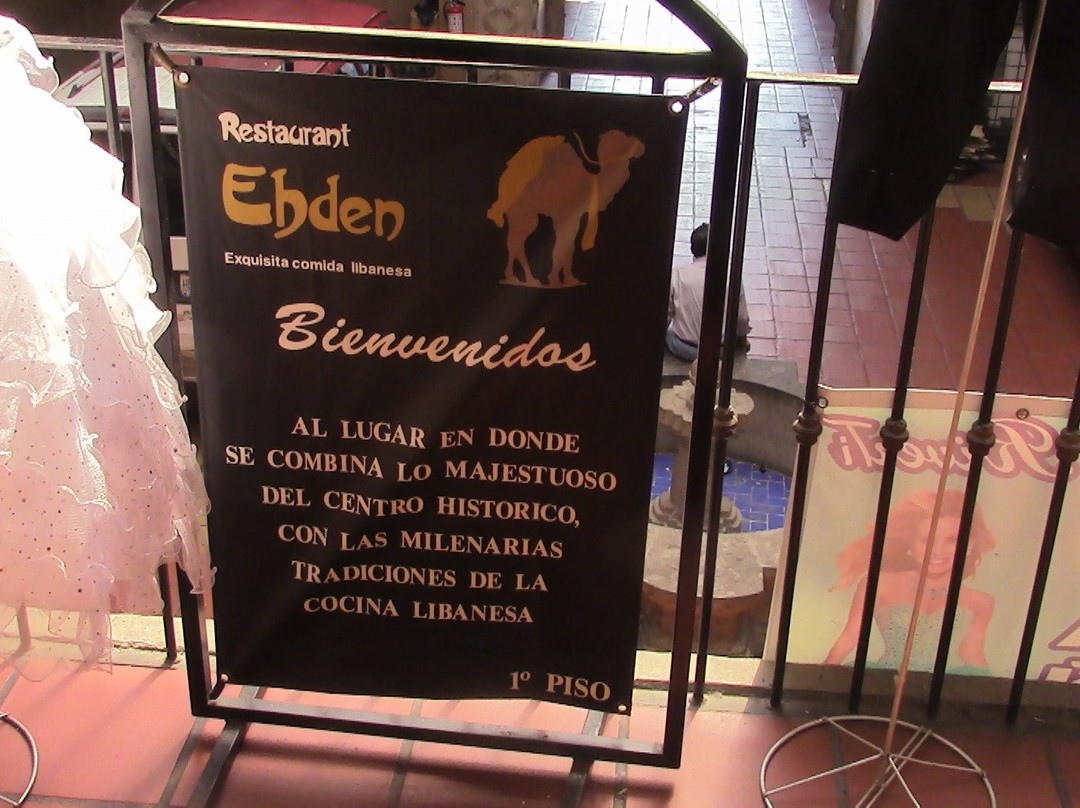 Restaurant
Ehden
Exquisita comida libanesa
Bienvenidos
AL LUGAR EN DONDE
SE COMBINA LO MAJESTUOSO
DEL CENTRO HISTORICO,
CON LAS MILENARIAS
TRADICIONES DE LA
COCINA LIBANESA
1º PISO